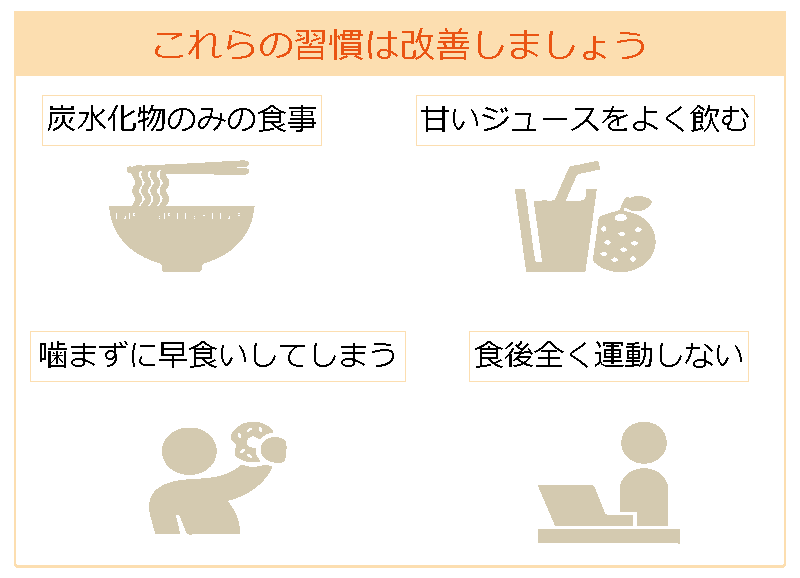 これらの習慣は改善しましょう
炭水化物のみの食事
甘いジュースをよく飲む
噛まずに早食いしてしまう
食後全く運動しない